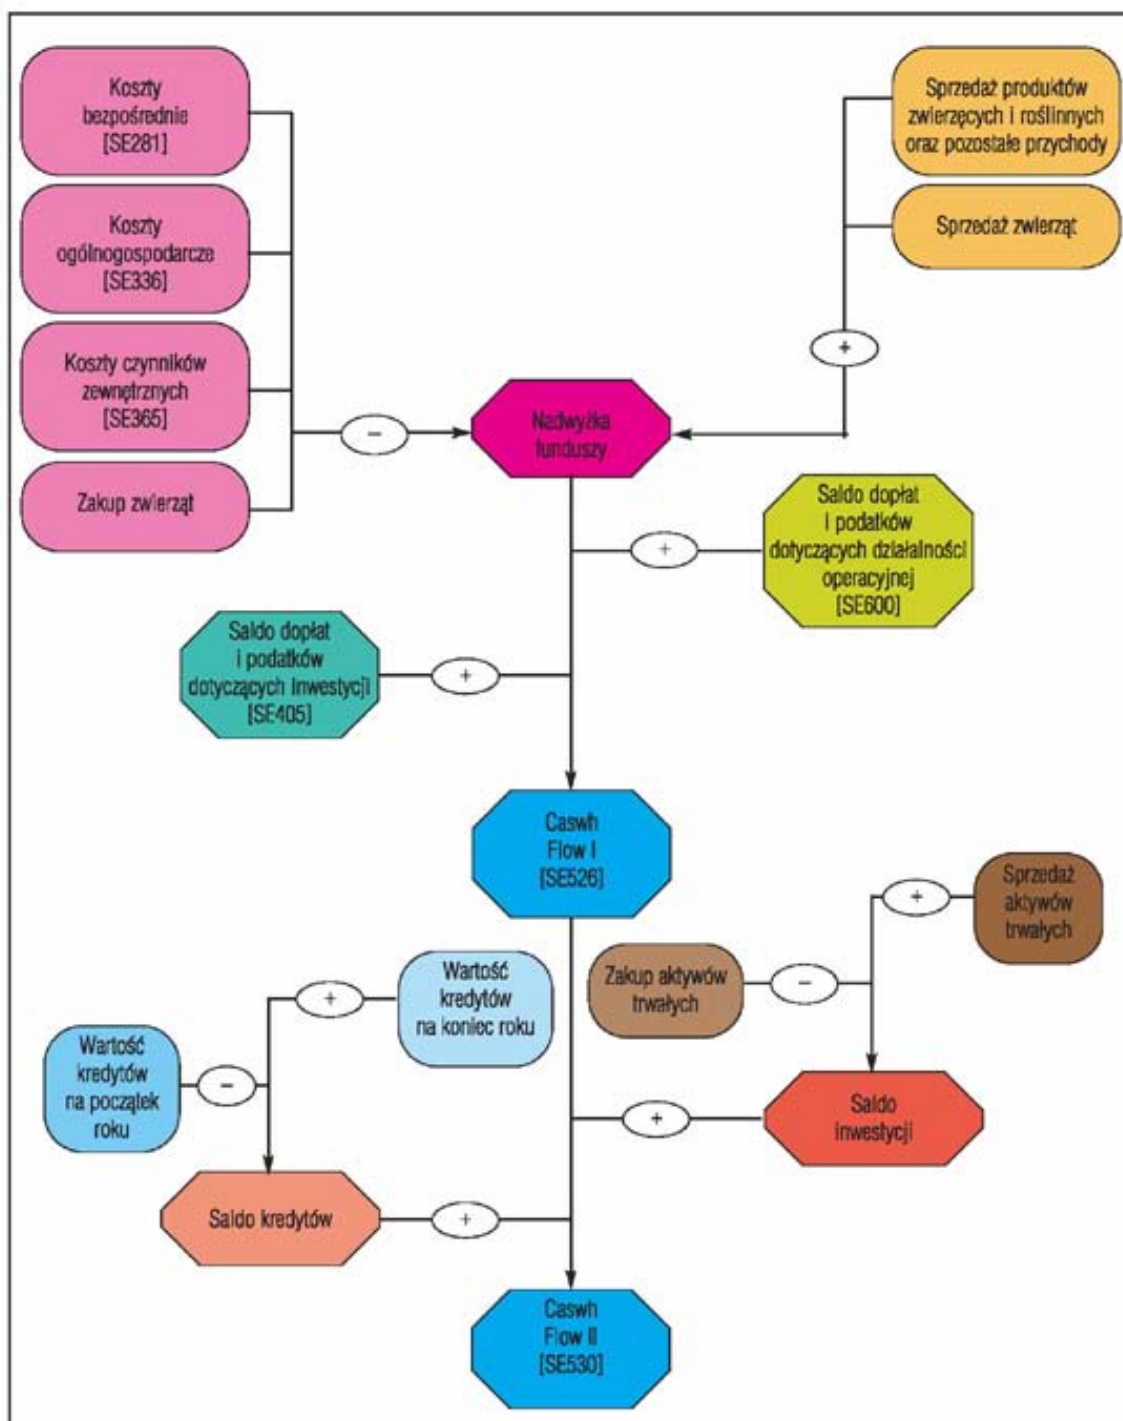 Koszty
bezpośrednie
[SE281]
Koszty
ogólnogospodarcze
[SE336]
Koszty czynników
zewnętrznych
[SE365]
Zakup zwierząt
Sprzedaż produktów
zwierzęcych i roślinnych
oraz pozostałe przychody
Sprzedaż zwierząt
+
−
Nadwyżka
funduszy
Saldo dopłat
i podatków
dotyczących działalności
operacyjnej
[SE600]
+
Saldo dopłat
i podatków
dotyczących Inwestycji
[SE405]
+
Caswh
Flow I
[SE526]
Sprzedaż
aktywów
trwałych
+
Zakup aktywów
trwałych
−
Wartość
kredytów
na koniec roku
+
Wartość
kredytów
na początek
roku
−
Saldo
inwestycji
+
Saldo kredytów
+
Caswh
Flow II
[SE530]